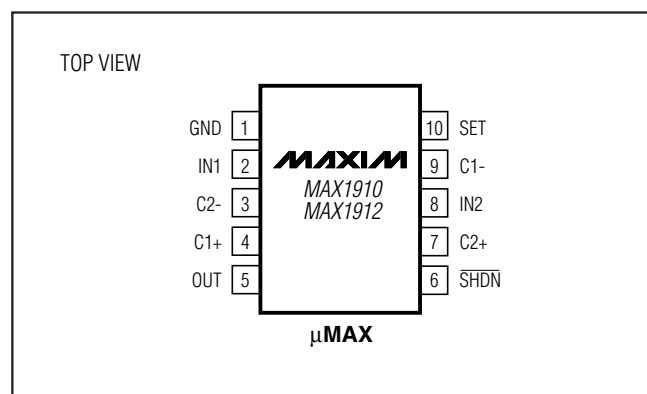 TOP VIEW
GND 1
IN1 2
C2- 3
C1+ 4
OUT 5
MAXIM
MAX1910
MAX1912
10 SET
9 C1-
8 IN2
7 C2+
6 SHDN
µMAX